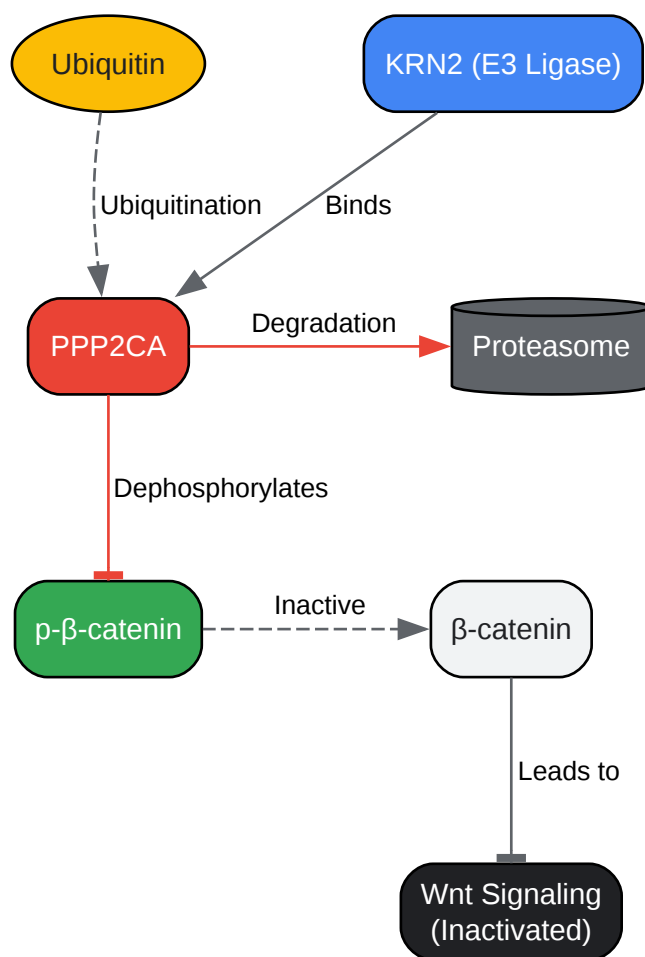 Ubiquitin
KRN2 (E3 Ligase)
Ubiquitination
Binds
PPP2CA
Degradation
Proteasome
Dephosphorylates
p-β-catenin
Inactive
β-catenin
Leads to
Wnt Signaling
(Inactivated)